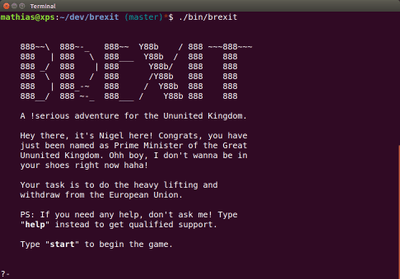 Terminal
mathias@xps:~/dev/brexit (master)*$ ./bin/brexit
888~~\  888~-_   888~~  Y88b    / 888 ~~~888~~~
888   | 888   \  888___  Y88b  /  888    888
888 _/  888    | 888      Y88b/   888    888
888  \  888   /  888      /Y88b   888    888
888   | 888_-~   888     /  Y88b  888    888
888__/  888 ~-_  888___ /    Y88b 888    888
A !serious adventure for the Ununited Kingdom.
Hey there, it's Nigel here! Congrats, you have
just been named as Prime Minister of the Great
Ununited Kingdom. Ohh boy, I don't wanna be in
your shoes right now haha!
Your task is to do the heavy lifting and
withdraw from the European Union.
PS: If you need any help, don't ask me! Type
"help" instead to get qualified support.
Type "start" to begin the game.
?-